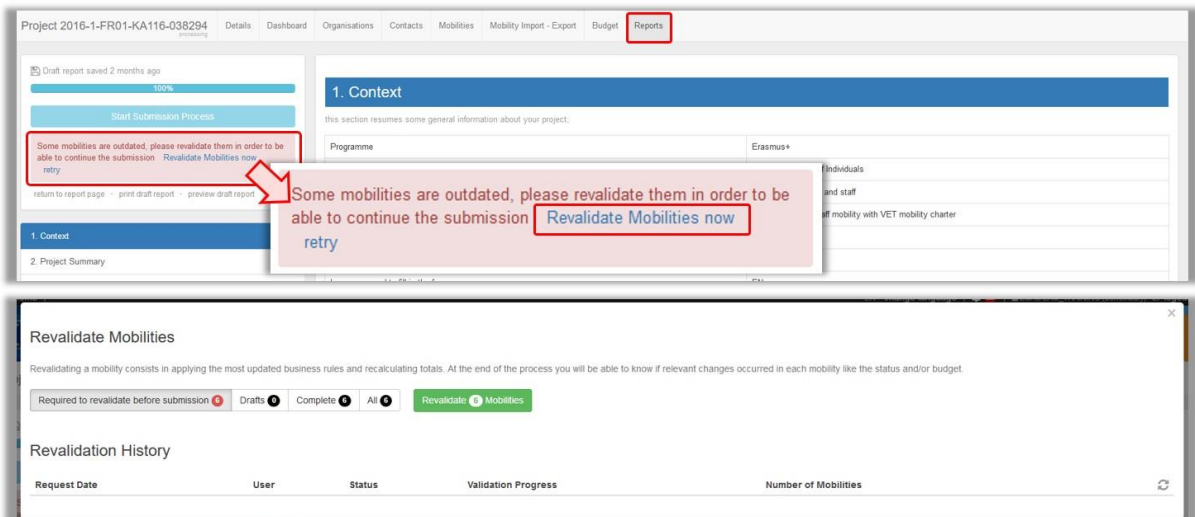 Project 2016-1-FR01-KA116-038294 Details Dashboard Organisations Contacts Mobilities Mobility Import - Export Budget Reports
processing
Draft report saved 2 months ago
100%
Start Submission Process
Some mobilities are outdated, please revalidate them in order to be
able to continue the submission Revalidate Mobilities now
retry
return to report page - print draft report - preview draft report
1. Context
2. Project Summary
1. Context
this section resumes some general information about your project;
Programme Erasmus+
Individuals
and staff
mobility with VET mobility charter
Some mobilities are outdated, please revalidate them in order to be
able to continue the submission Revalidate Mobilities now
retry
Revalidate Mobilities
Revalidating a mobility consists in applying the most updated business rules and recalculating totals. At the end of the process you will be able to know if relevant changes occurred in each mobility like the status and/or budget.
Required to revalidate before submission 6 Drafts 0 Complete 6 All 6 Revalidate 6 Mobilities
Revalidation History
Request Date User Status Validation Progress Number of Mobilities